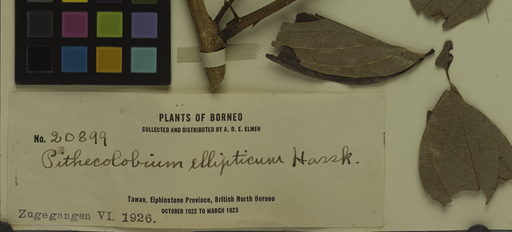 PLANTS OF BORNEO
COLLECTED AND DISTRIBUTED BY A. D. E. ELMER
No. 20899
Pithecolobium ellipticum Hassk.
Tawao, Elphinstone Province, British North Borneo
OCTOBER 1922 TO MARCH 1923
Zugegangen VI. 1926.